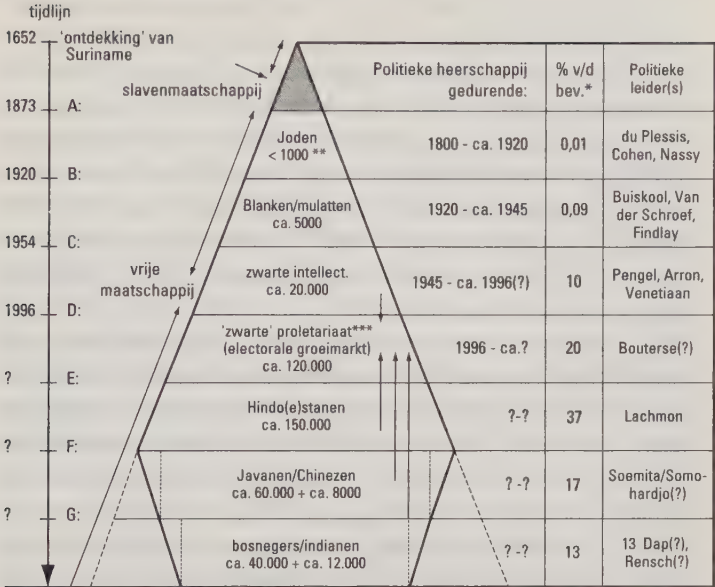 tijdlijn
1652
'ontdekking' van
Suriname
slavenmaatschappij
Politieke heerschappij
gedurende:
% v/d
bev.*
Politieke
leider(s)
1873
A:
Joden
< 1000 **
1800 - ca. 1920
0,01
du Plessis,
Cohen, Nassy
1920
B:
Blanken/mulatten
ca. 5000
1920 - ca. 1945
0,09
Buiskool, Van
der Schroef,
Findlay
1954
C:
vrije
maatschappij
zwarte intellect.
ca. 20.000
1945 - ca. 1996(?)
10
Pengel, Arron,
Venetiaan
1996
D:
'zwarte' proletariaat***
(electorale groeimarkt)
ca. 120.000
1996 - ca.?
20
Bouterse(?)
?
E:
Hindo(e)stanen
ca. 150.000
?-?
37
Lachmon
?
F:
Javanen/Chinezen
ca. 60.000 + ca. 8000
? -?
17
Soemita/Somo-
hardjo(?)
?
G:
bosnegers/indianen
ca. 40.000 + ca. 12.000
? -?
13
13 Dap(?),
Rensch(?)